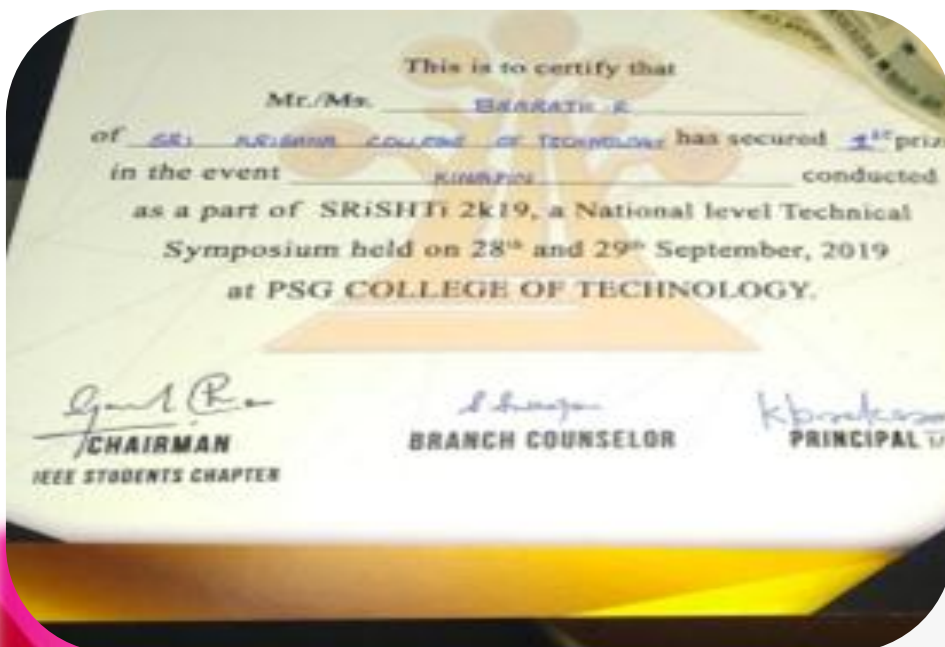 This is to certify that
Mr./Ms. BHARATH R
of SRI KRISHNA COLLEGE OF TECHNOLOGY has secured 1st priz
in the event conducted
as a part of SRiSHTi 2k19, a National level Technical
Symposium held on 28th and 29th September, 2019
at PSG COLLEGE OF TECHNOLOGY.
CHAIRMAN
IEEE STUDENTS CHAPTER
BRANCH COUNSELOR
PRINCIPAL